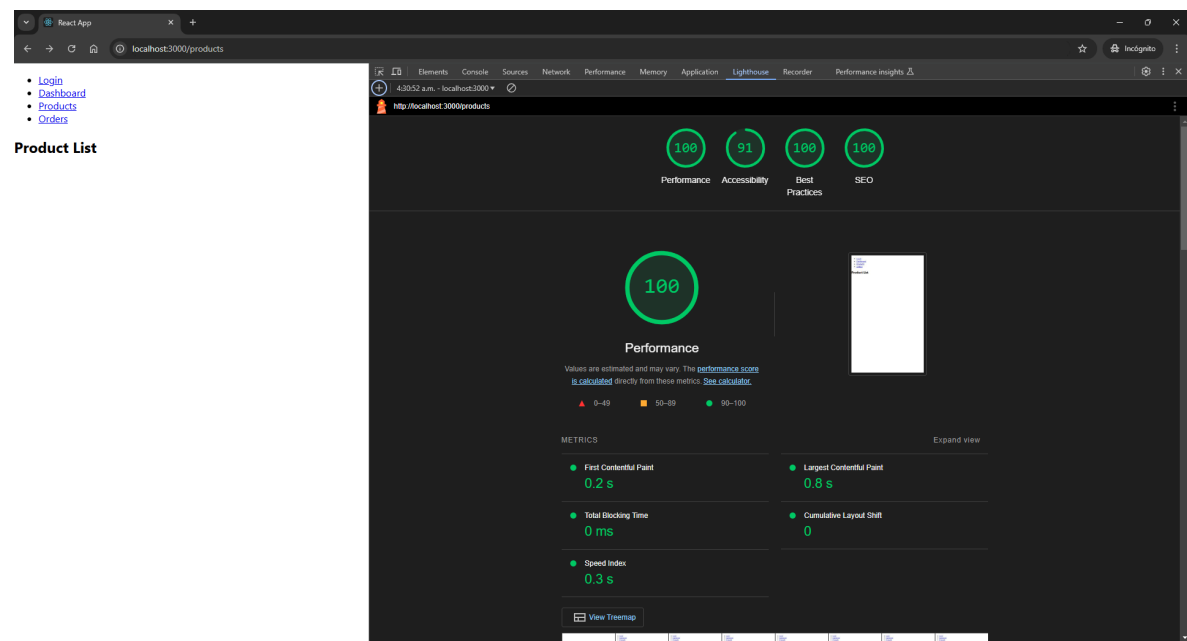 React App
localhost:3000/products
Incógnito
Login
Dashboard
Products
Orders
Product List
Elements Console Sources Network Performance Memory Application Lighthouse Recorder Performance insights
4:30:52 a.m. - localhost:3000
http://localhost:3000/products
100 91 100 100
Performance Accessibility Best Practices SEO
100
Performance
Values are estimated and may vary. The performance score
is calculated directly from these metrics. See calculator.
0–49 50–89 90–100
METRICS Expand view
First Contentful Paint
0.2 s
Largest Contentful Paint
0.8 s
Total Blocking Time
0 ms
Cumulative Layout Shift
0
Speed Index
0.3 s
View Treemap